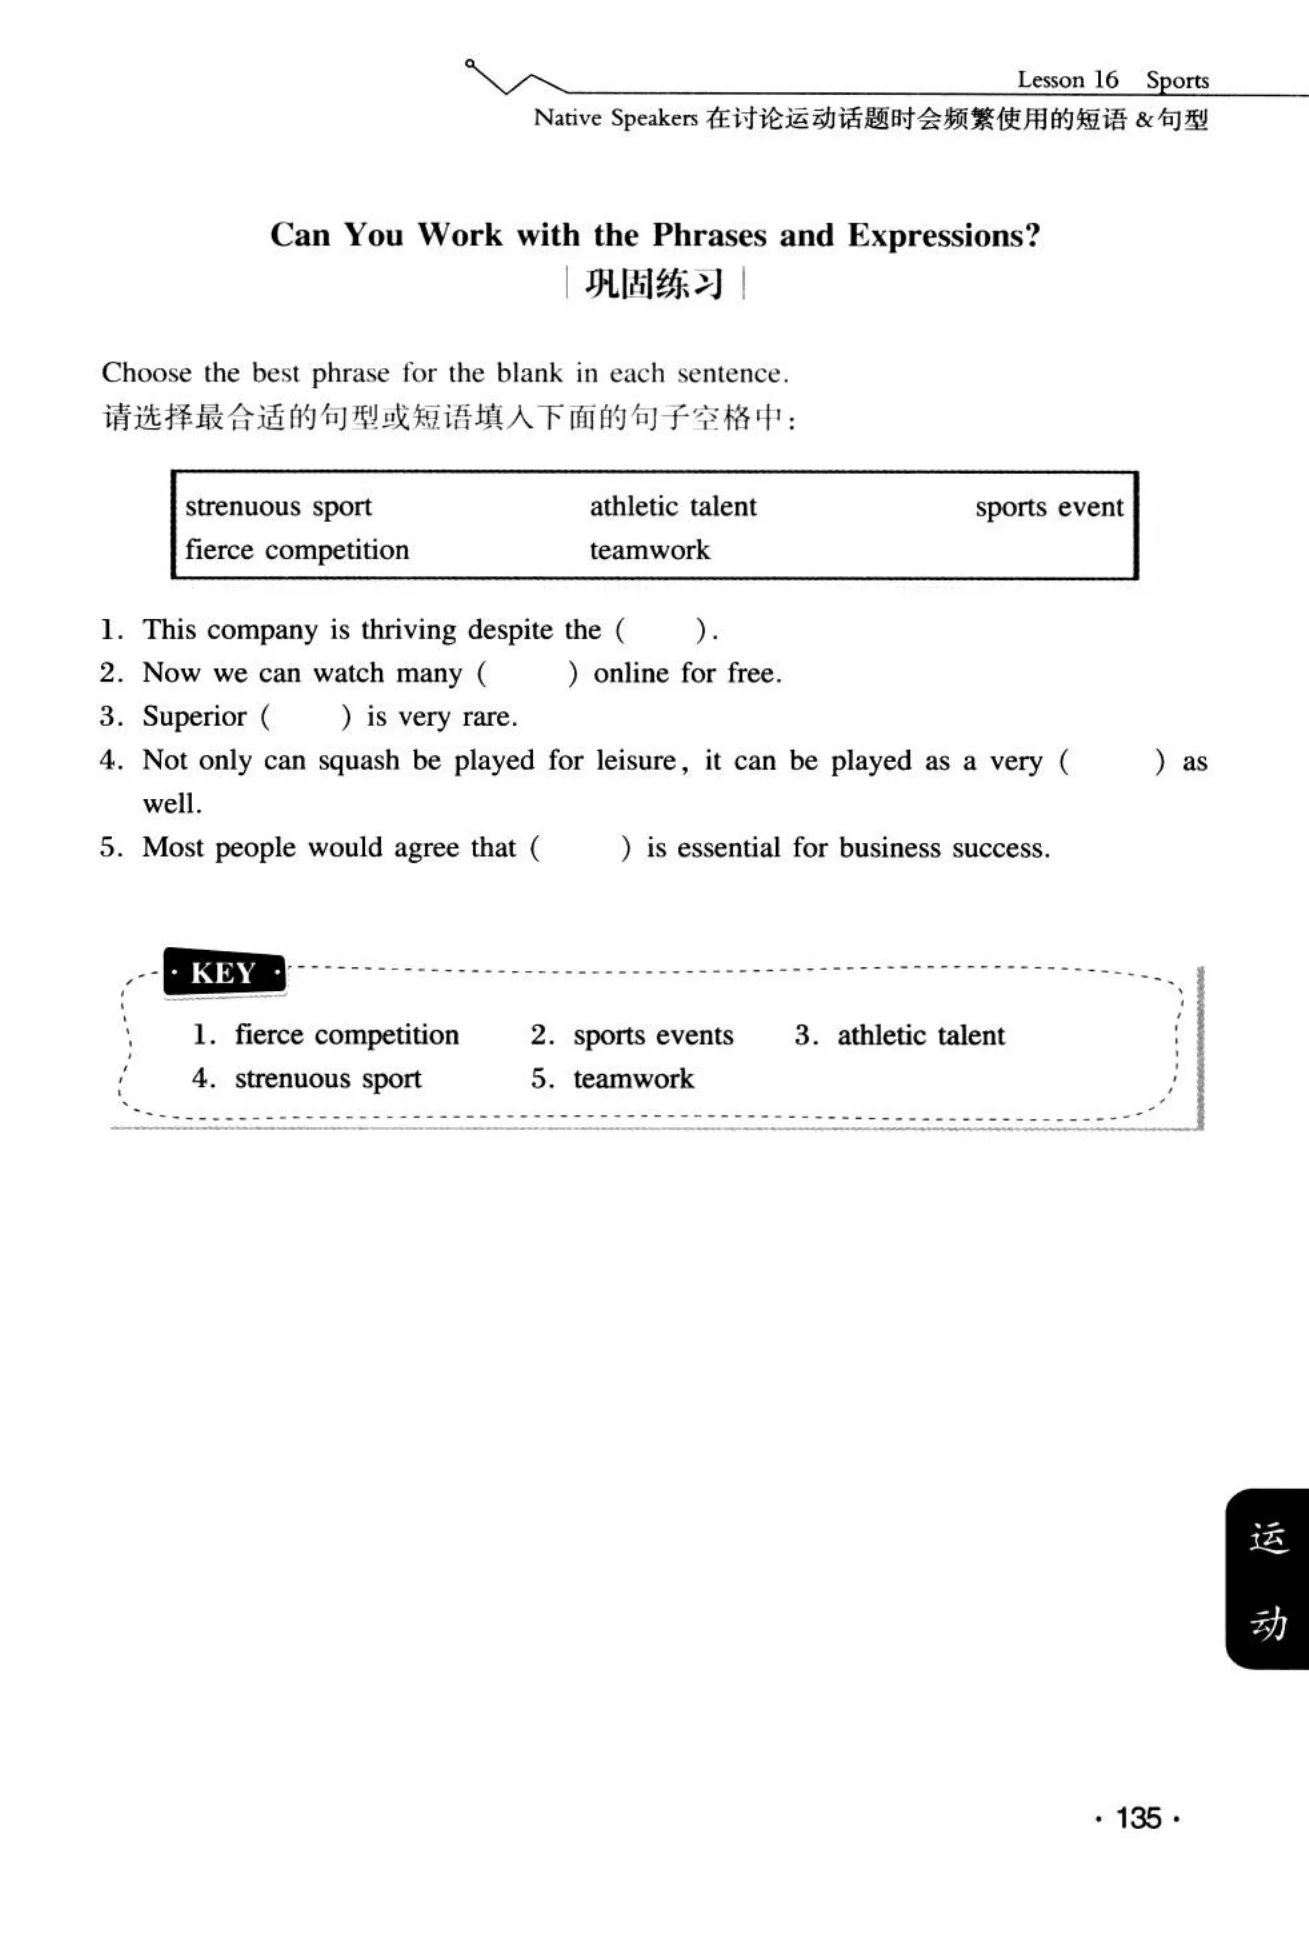 Lesson 16 Sports
Native Speakers 在讨论运动话题时会频繁使用的短语 &句型
Can You Work with the Phrases and Expressions?
巩固练习
Choose the best phrase for the blank in each sentence.
请选择最合适的句型或短语填入下面的句子空格中：
strenuous sport athletic talent sports event
fierce competition teamwork
1. This company is thriving despite the ( ).
2. Now we can watch many ( ) online for free.
3. Superior ( ) is very rare.
4. Not only can squash be played for leisure, it can be played as a very ( ) as
well.
5. Most people would agree that ( ) is essential for business success.
· KEY ·
1. fierce competition 2. sports events 3. athletic talent
4. strenuous sport 5. teamwork
运
动
· 135 ·